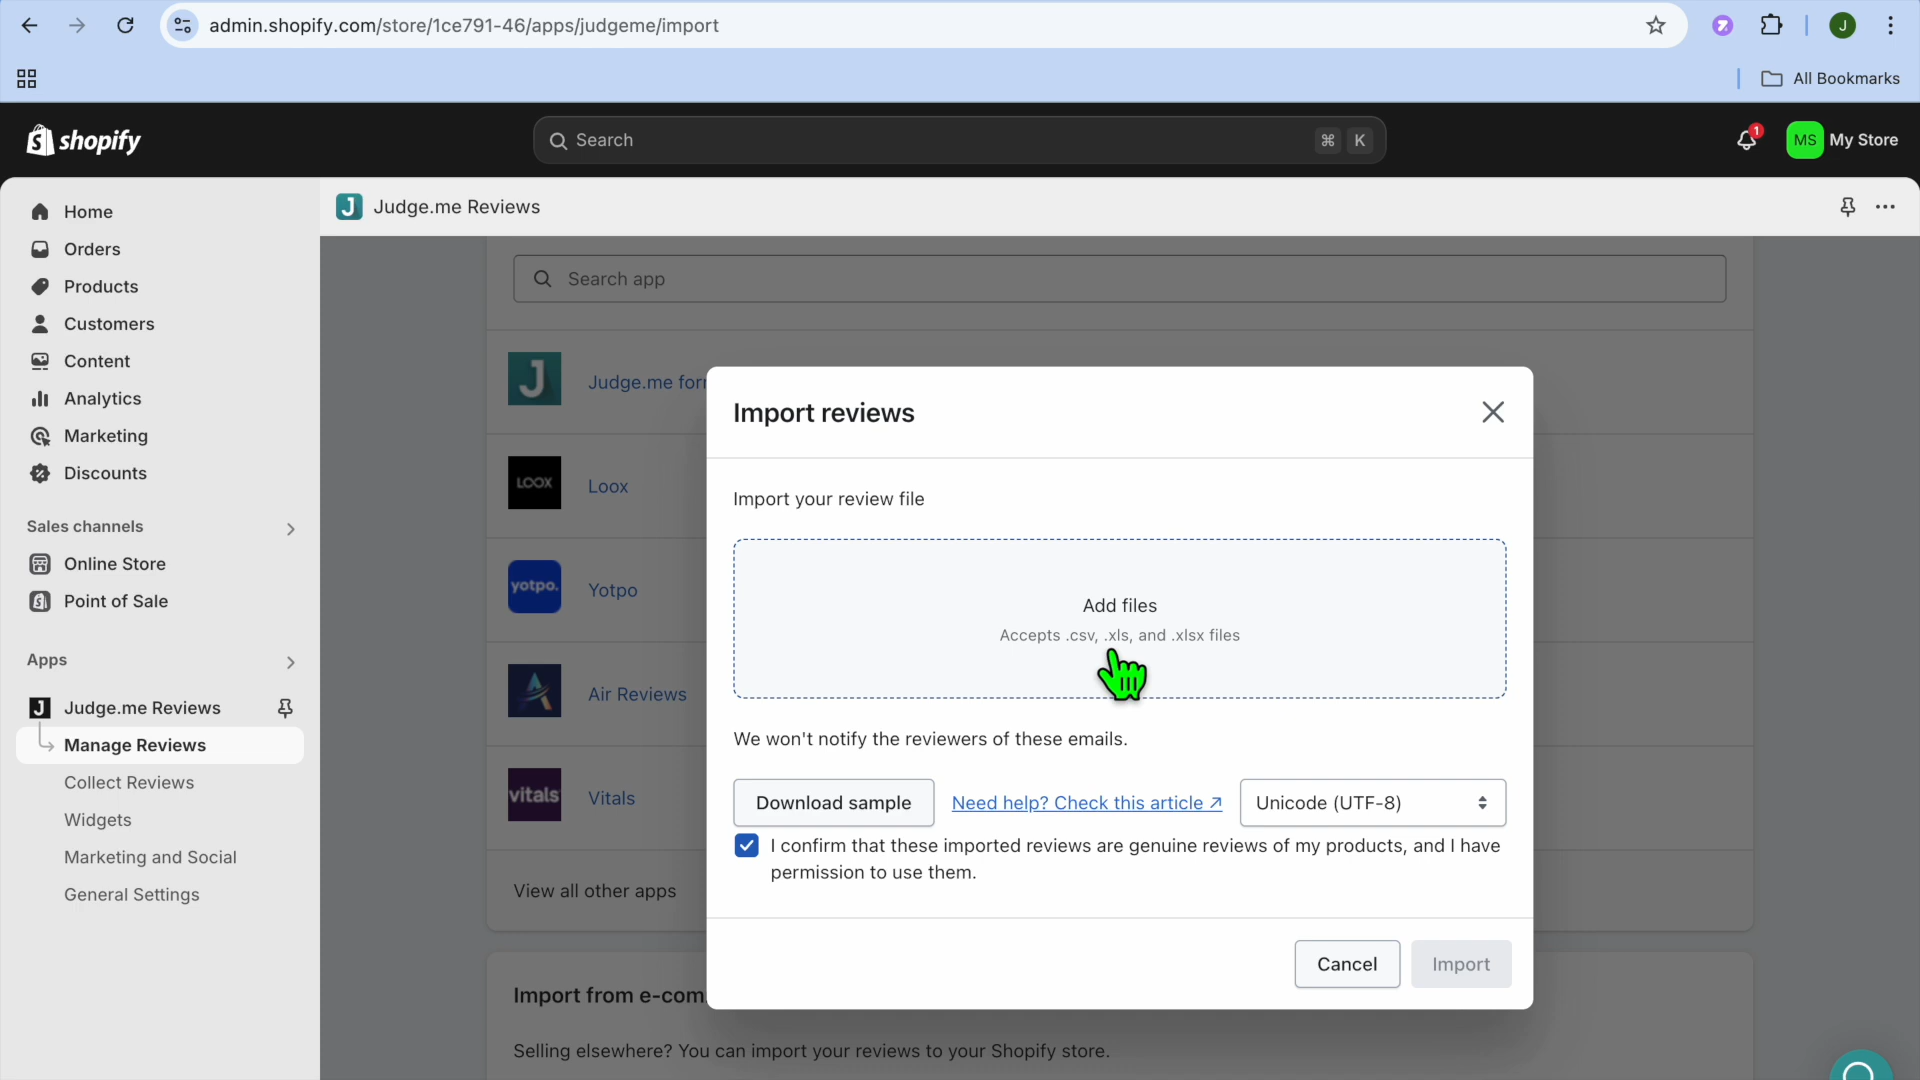 admin.shopify.com/store/1ce791-46/apps/judgeme/import
J
All Bookmarks
shopify
Search
⌘ K
1
MS My Store
Home
Orders
Products
Customers
Content
Analytics
Marketing
Discounts
Sales channels
Online Store
Point of Sale
Apps
Judge.me Reviews
Manage Reviews
Collect Reviews
Widgets
Marketing and Social
General Settings
J Judge.me Reviews
Search app
J Judge.me for
LOOX Loox
yotpo. Yotpo
Air Reviews
vitals Vitals
View all other apps
Import from e-com
Selling elsewhere? You can import your reviews to your Shopify store.
Import reviews
Import your review file
Add files
Accepts .csv, .xls, and .xlsx files
We won't notify the reviewers of these emails.
Download sample
Need help? Check this article ↗
Unicode (UTF-8)
I confirm that these imported reviews are genuine reviews of my products, and I have
permission to use them.
Cancel
Import